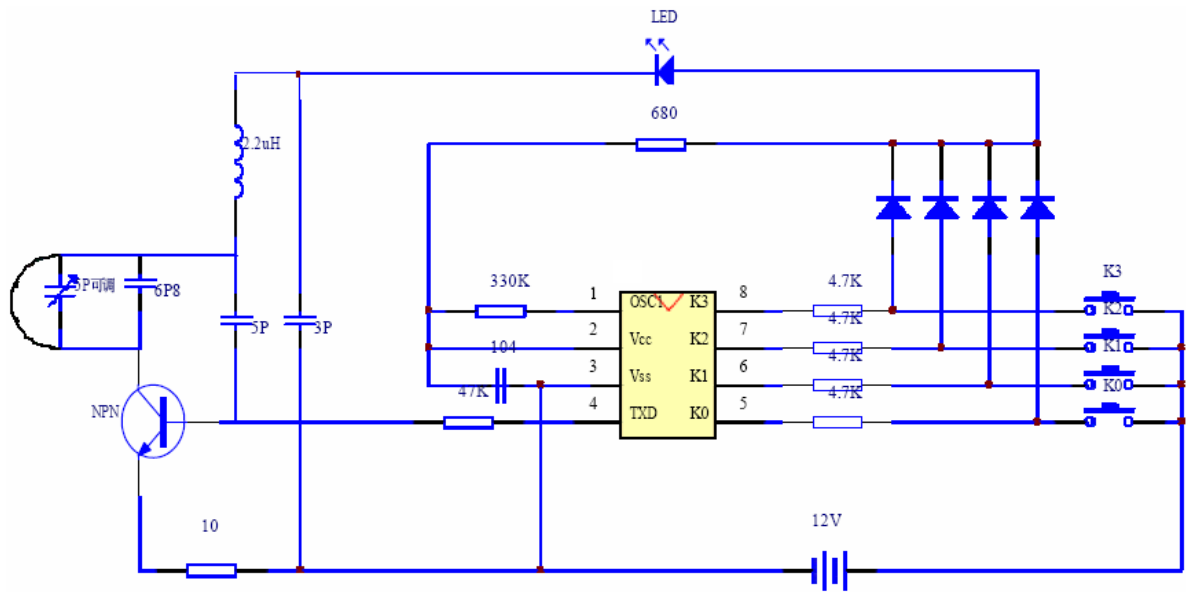 LED
680
2.2uH
5P可调
6P8
5P
3P
330K
104
47K
NPN
10
1
2
3
4
OSC1
Vcc
Vss
TXD
K3
K2
K1
K0
8
7
6
5
4.7K
4.7K
4.7K
4.7K
K3
K2
K1
K0
12V